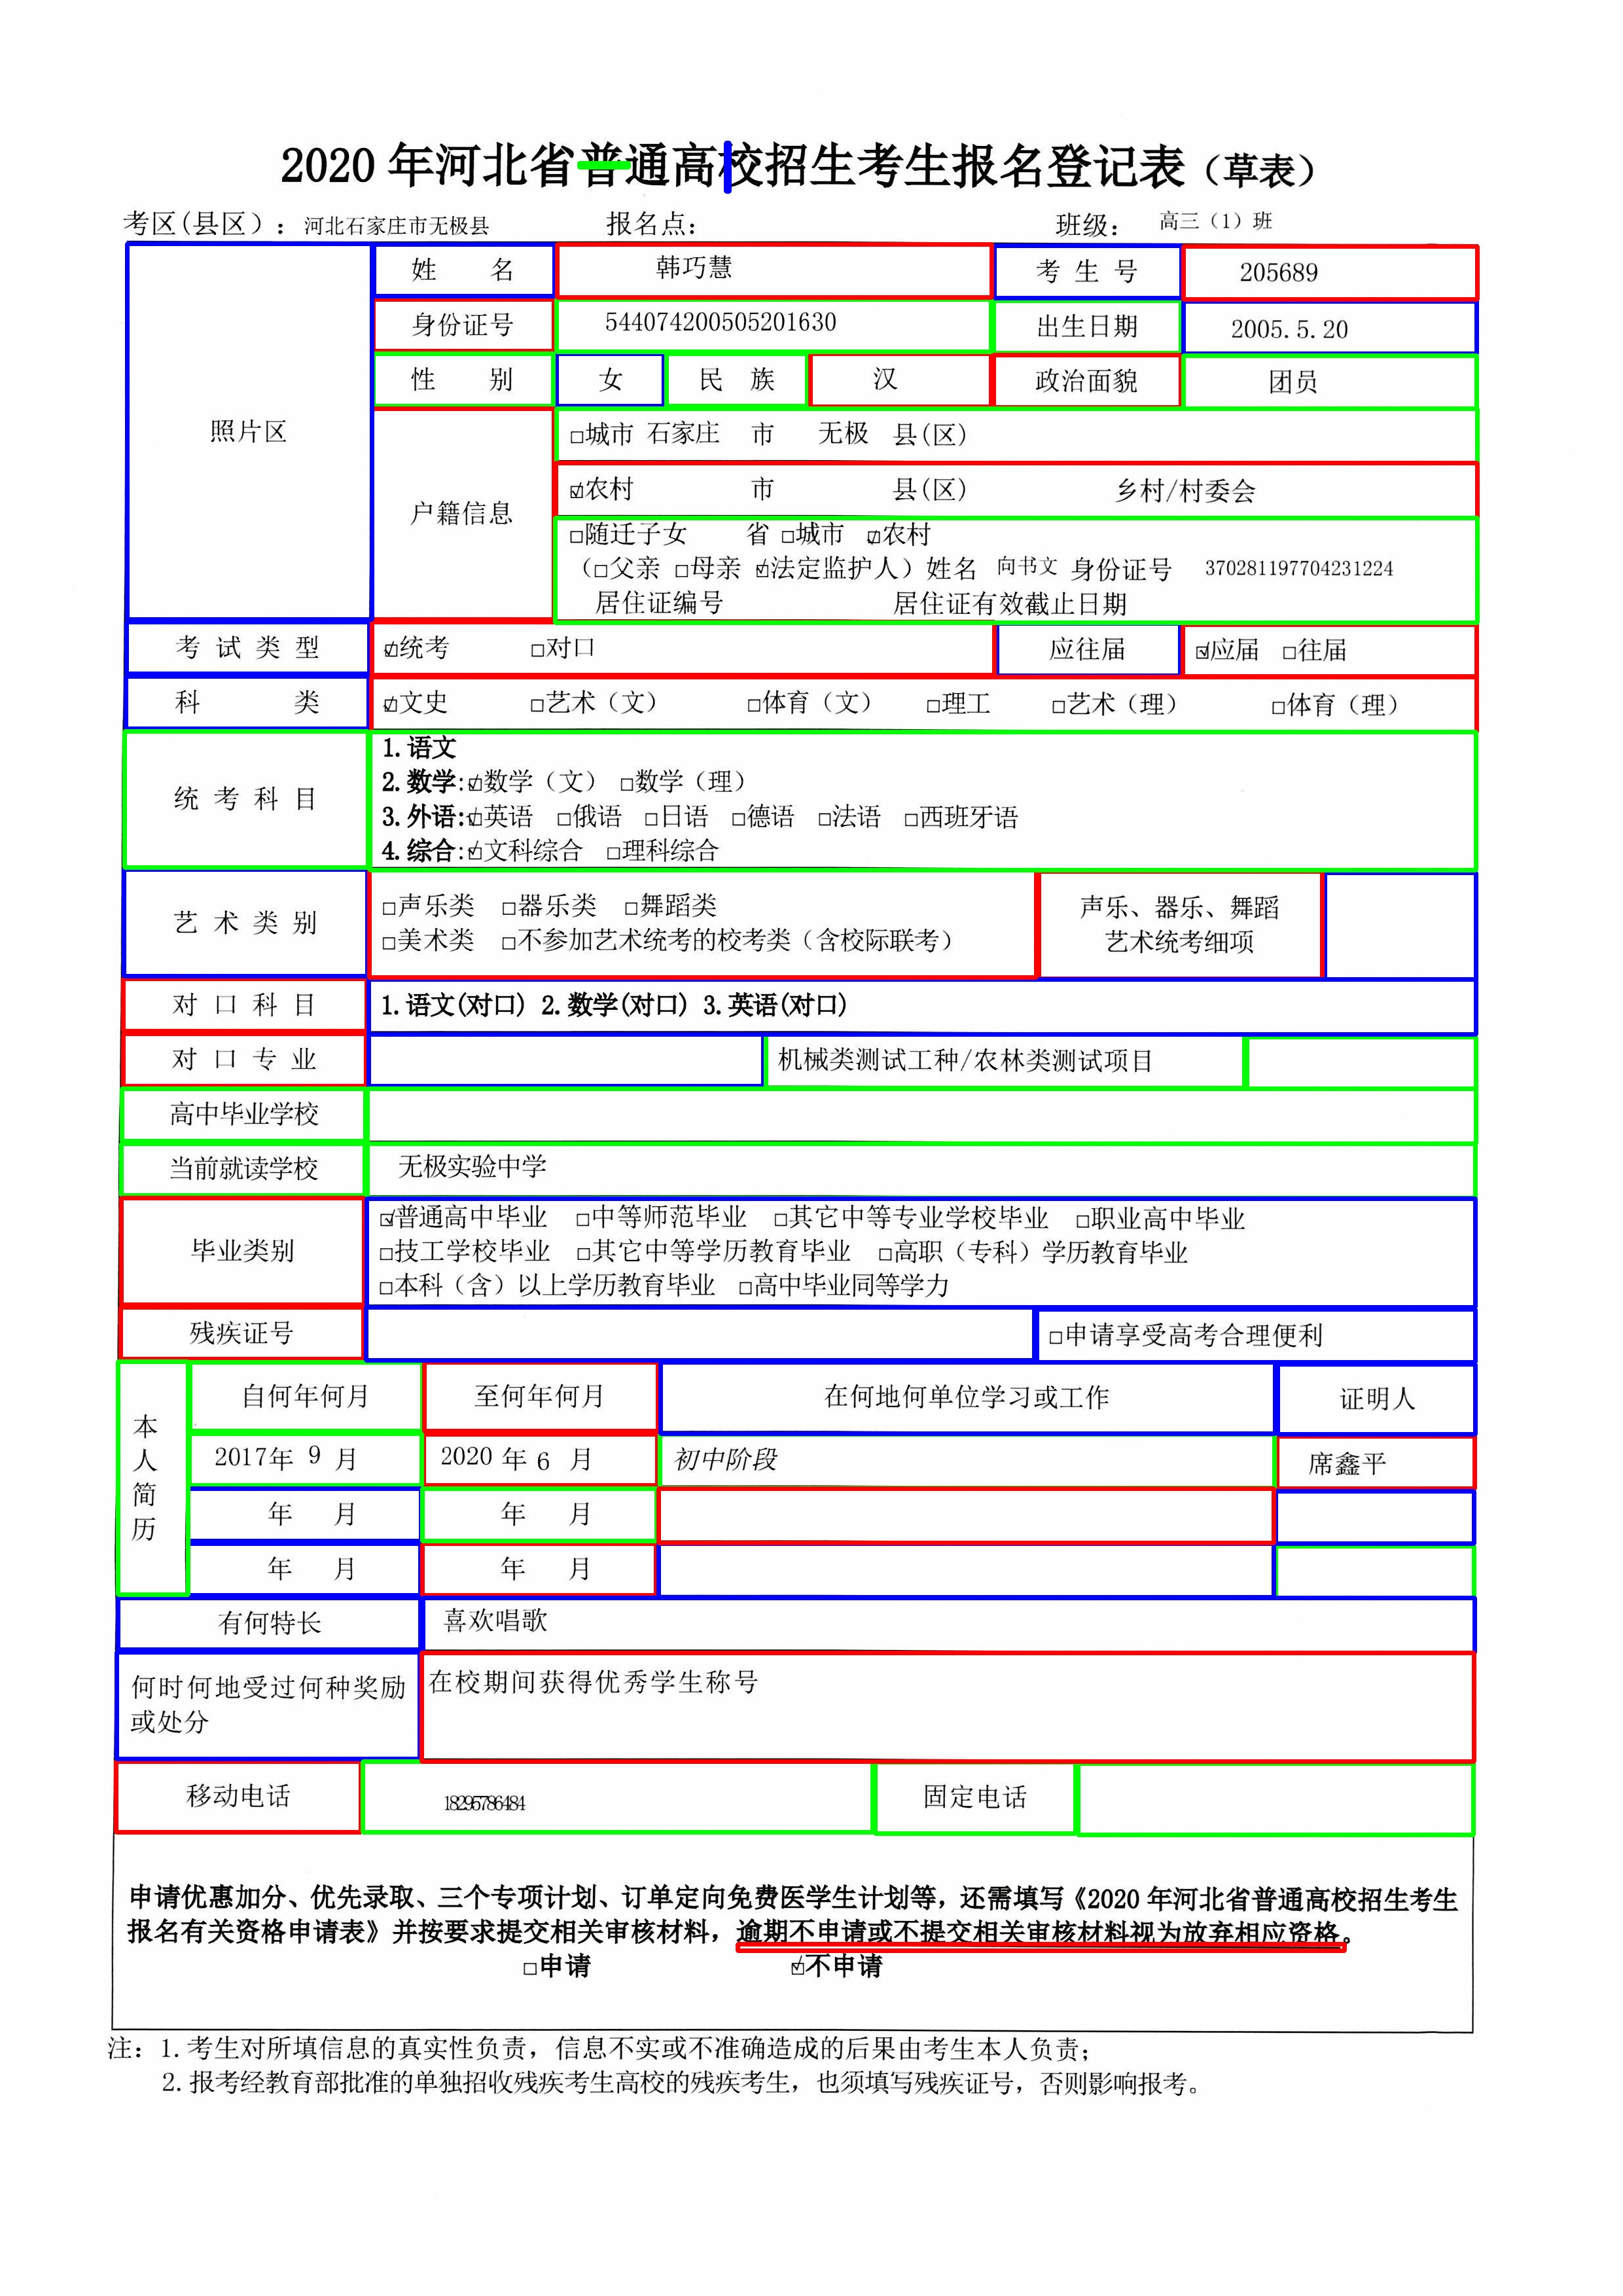 2020年河北省普通高校招生考生报名登记表（草表）
考区(县区）：河北石家庄市无极县 报名点： 班级： 高三（1）班
照片区
姓 名 韩巧慧 考 生 号 205689
身份证号 544074200505201630 出生日期 2005.5.20
性 别 女 民 族 汉 政治面貌 团员
户籍信息
□城市 石家庄 市 无极 县(区)
☑农村 市 县(区) 乡村/村委会
□随迁子女 省 □城市 ☑农村
（□父亲 □母亲 ☑法定监护人）姓名 向书文 身份证号 370281197704231224
居住证编号 居住证有效截止日期
考 试 类 型 ☑统考 □对口 应往届 ☑应届 □往届
科 类 ☑文史 □艺术（文） □体育（文） □理工 □艺术（理） □体育（理）
统 考 科 目
1.语文
2.数学:☑数学（文） □数学（理）
3.外语:☑英语 □俄语 □日语 □德语 □法语 □西班牙语
4.综合:☑文科综合 □理科综合
艺 术 类 别
□声乐类 □器乐类 □舞蹈类
□美术类 □不参加艺术统考的校考类（含校际联考）
声乐、器乐、舞蹈
艺术统考细项
对 口 科 目 1.语文(对口) 2.数学(对口) 3.英语(对口)
对 口 专 业 机械类测试工种/农林类测试项目
高中毕业学校
当前就读学校 无极实验中学
毕业类别
☑普通高中毕业 □中等师范毕业 □其它中等专业学校毕业 □职业高中毕业
□技工学校毕业 □其它中等学历教育毕业 □高职（专科）学历教育毕业
□本科（含）以上学历教育毕业 □高中毕业同等学力
残疾证号 □申请享受高考合理便利
本人简历
自何年何月 至何年何月 在何地何单位学习或工作 证明人
2017年 9 月 2020 年 6 月 初中阶段 席鑫平
年 月 年 月
年 月 年 月
有何特长 喜欢唱歌
何时何地受过何种奖励
或处分
在校期间获得优秀学生称号
移动电话 18295786484 固定电话
申请优惠加分、优先录取、三个专项计划、订单定向免费医学生计划等，还需填写《2020年河北省普通高校招生考生
报名有关资格申请表》并按要求提交相关审核材料，逾期不申请或不提交相关审核材料视为放弃相应资格。
□申请 ☑不申请
注：1.考生对所填信息的真实性负责，信息不实或不准确造成的后果由考生本人负责；
2.报考经教育部批准的单独招收残疾考生高校的残疾考生，也须填写残疾证号，否则影响报考。